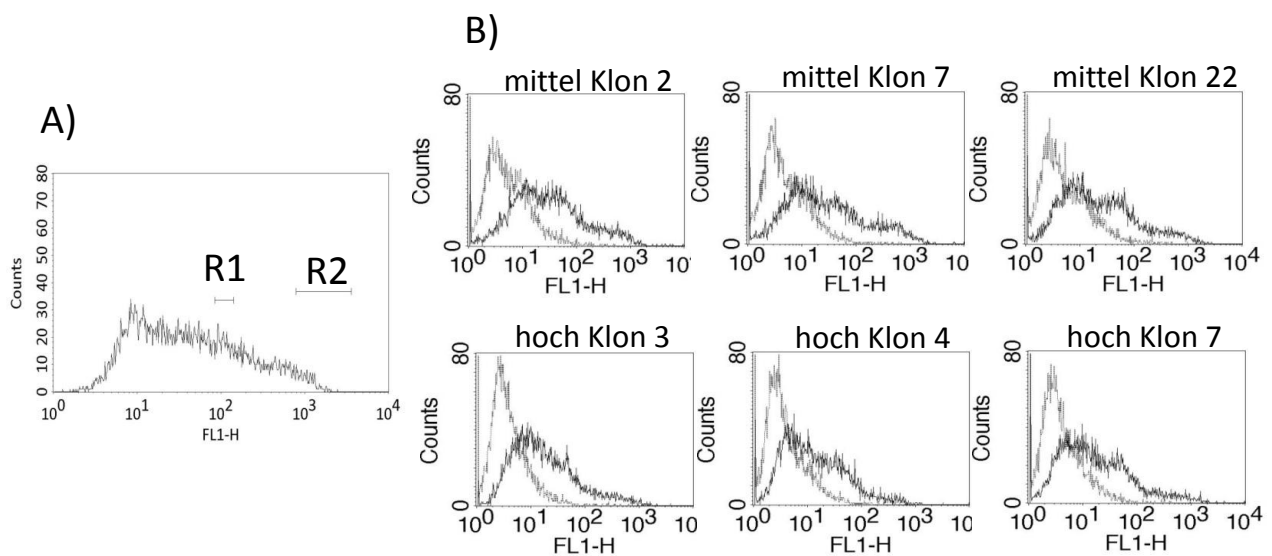 A)
Counts
80
70
60
50
40
30
20
10
0
R1
R2
10^0 10^1 10^2 10^3 10^4
FL1-H
B)
mittel Klon 2
80
Counts
0
10^0 10^1 10^2 10^3 10
FL1-H
mittel Klon 7
80
Counts
0
10^0 10^1 10^2 10^3 10
FL1-H
mittel Klon 22
80
Counts
0
10^0 10^1 10^2 10^3 10^4
FL1-H
hoch Klon 3
80
Counts
0
10^0 10^1 10^2 10^3 10
FL1-H
hoch Klon 4
80
Counts
0
10^0 10^1 10^2 10^3 10
FL1-H
hoch Klon 7
80
Counts
0
10^0 10^1 10^2 10^3 10^4
FL1-H